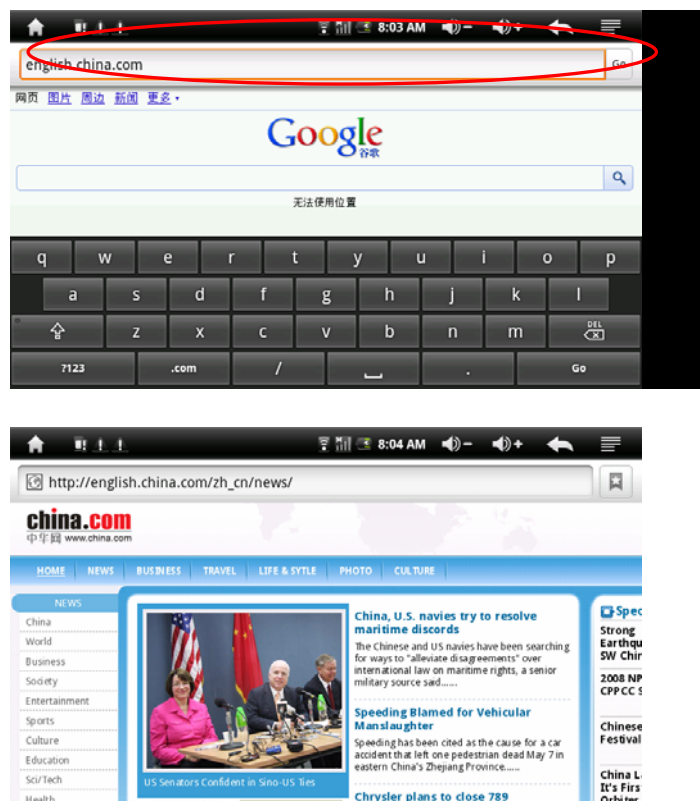 8:03 AM
english.china.com
Go
网页 图片 周边 新闻 更多
Google
谷歌
无法使用位置
q w e r t y u i o p
a s d f g h j k l
z x c v b n m DEL
?123 .com / . Go
8:04 AM
http://english.china.com/zh_cn/news/
china.com
中华网 www.china.com
HOME NEWS BUSINESS TRAVEL LIFE & SYTLE PHOTO CULTURE
NEWS
China
World
Business
Society
Entertainment
Sports
Culture
Education
Sci/Tech
Health
US Senators Confident in Sino-US Ties
China, U.S. navies try to resolve
maritime discords
The Chinese and US navies have been searching
for ways to "alleviate disagreements" over
international law on maritime rights, a senior
military source said......
Speeding Blamed for Vehicular
Manslaughter
Speeding has been cited as the cause for a car
accident that left one pedestrian dead May 7 in
eastern China's Zhejiang Province......
Chrysler plans to close 789
Spec
Strong
Earthqu
SW Chin
2008 NP
CPPCC S
Chinese
Festival
China L
It's Firs
Orbiter